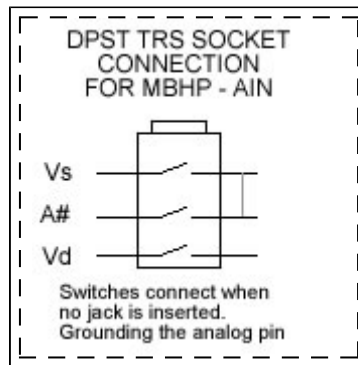 DPST TRS SOCKET
CONNECTION
FOR MBHP - AIN
Vs
A#
Vd
Switches connect when
no jack is inserted.
Grounding the analog pin